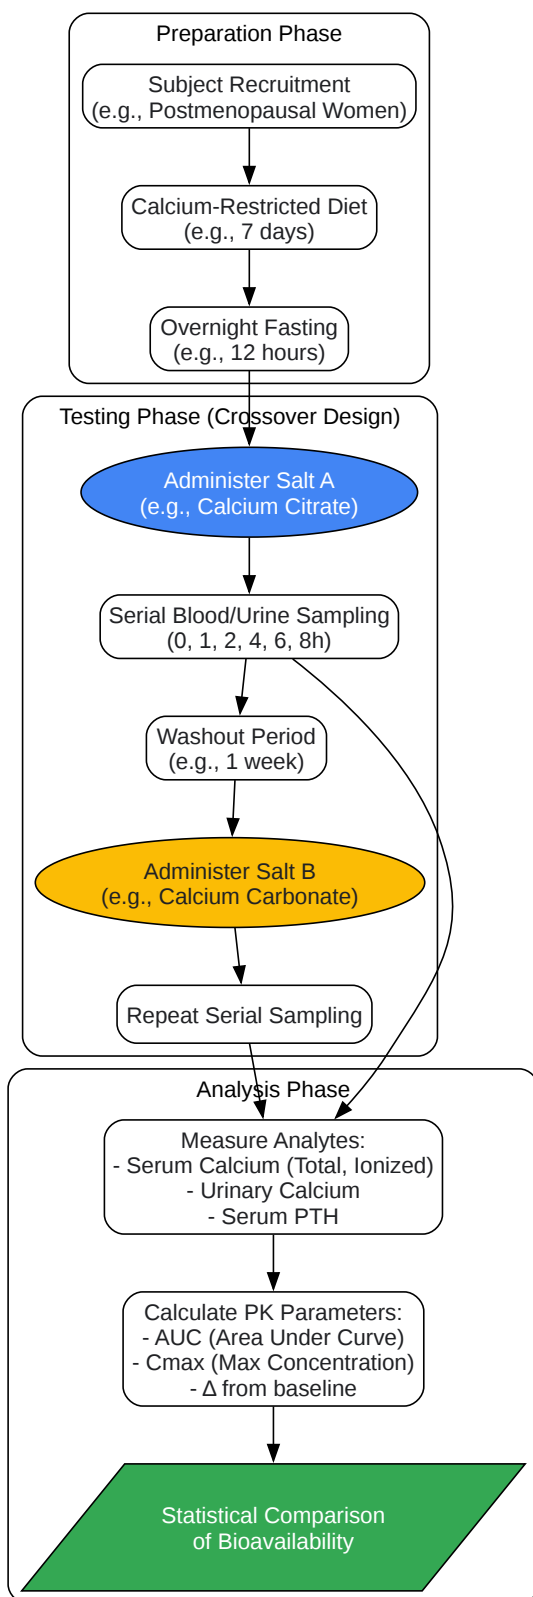 Preparation Phase
Subject Recruitment
(e.g., Postmenopausal Women)
Calcium-Restricted Diet
(e.g., 7 days)
Overnight Fasting
(e.g., 12 hours)
Testing Phase (Crossover Design)
Administer Salt A
(e.g., Calcium Citrate)
Serial Blood/Urine Sampling
(0, 1, 2, 4, 6, 8h)
Washout Period
(e.g., 1 week)
Administer Salt B
(e.g., Calcium Carbonate)
Repeat Serial Sampling
Analysis Phase
Measure Analytes:
- Serum Calcium (Total, Ionized)
- Urinary Calcium
- Serum PTH
Calculate PK Parameters:
- AUC (Area Under Curve)
- Cmax (Max Concentration)
- Δ from baseline
Statistical Comparison
of Bioavailability